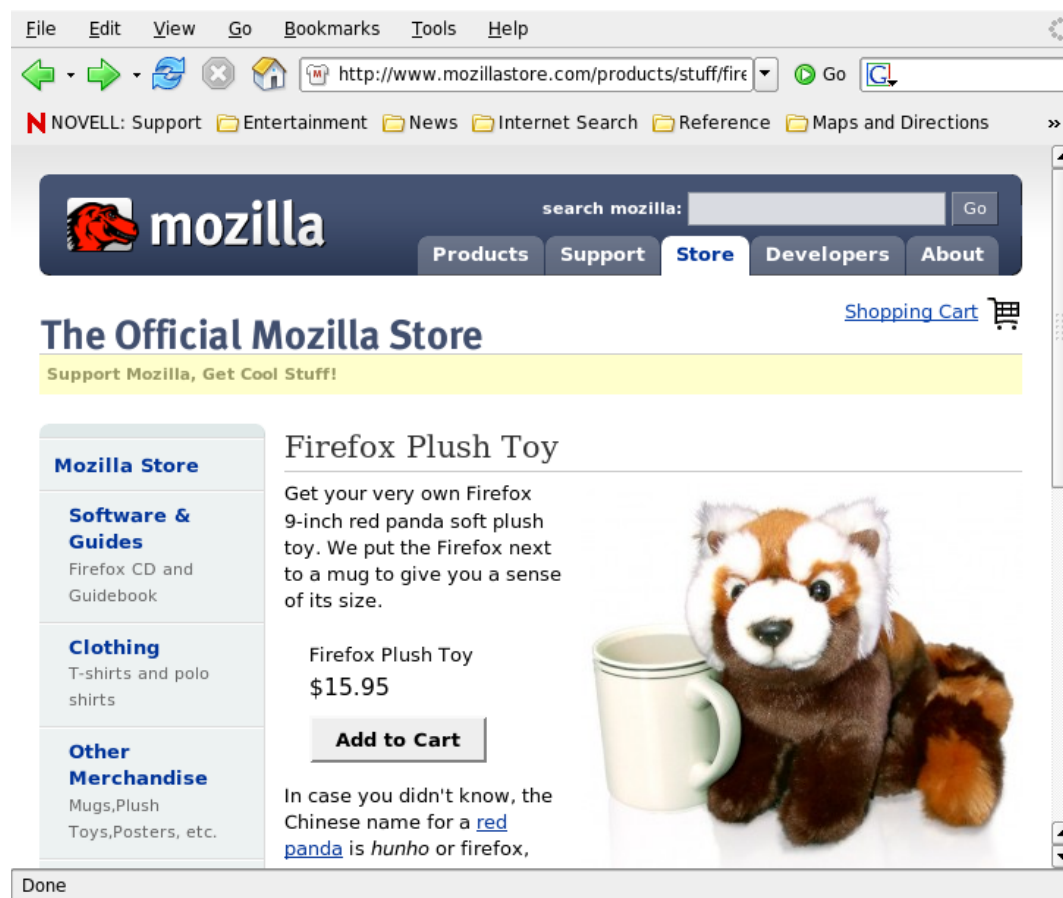 File Edit View Go Bookmarks Tools Help
http://www.mozillastore.com/products/stuff/fire Go G
N NOVELL: Support Entertainment News Internet Search Reference Maps and Directions »
mozilla
search mozilla: Go
Products Support Store Developers About
Shopping Cart
The Official Mozilla Store
Support Mozilla, Get Cool Stuff!
Mozilla Store
Software &
Guides
Firefox CD and
Guidebook
Clothing
T-shirts and polo
shirts
Other
Merchandise
Mugs,Plush
Toys,Posters, etc.
Firefox Plush Toy
Get your very own Firefox
9-inch red panda soft plush
toy. We put the Firefox next
to a mug to give you a sense
of its size.
Firefox Plush Toy
$15.95
Add to Cart
In case you didn't know, the
Chinese name for a red
panda is hunho or firefox,
Done